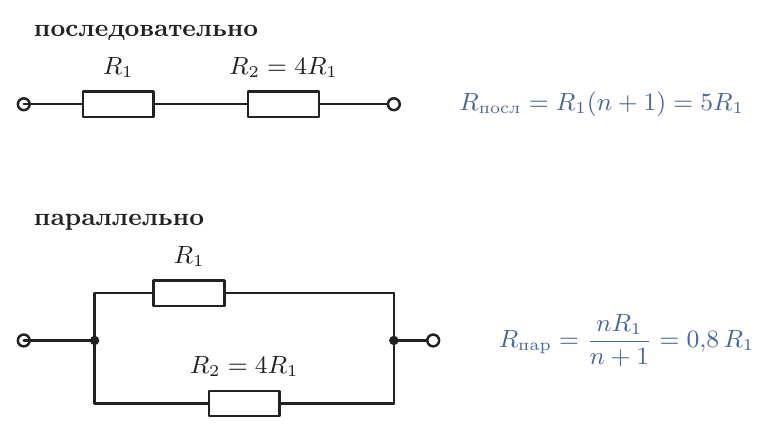 последовательно
R₁
R₂ = 4R₁
Rпосл = R₁(n + 1) = 5R₁
параллельно
R₁
R₂ = 4R₁
Rпар = nR₁/(n + 1) = 0,8 R₁